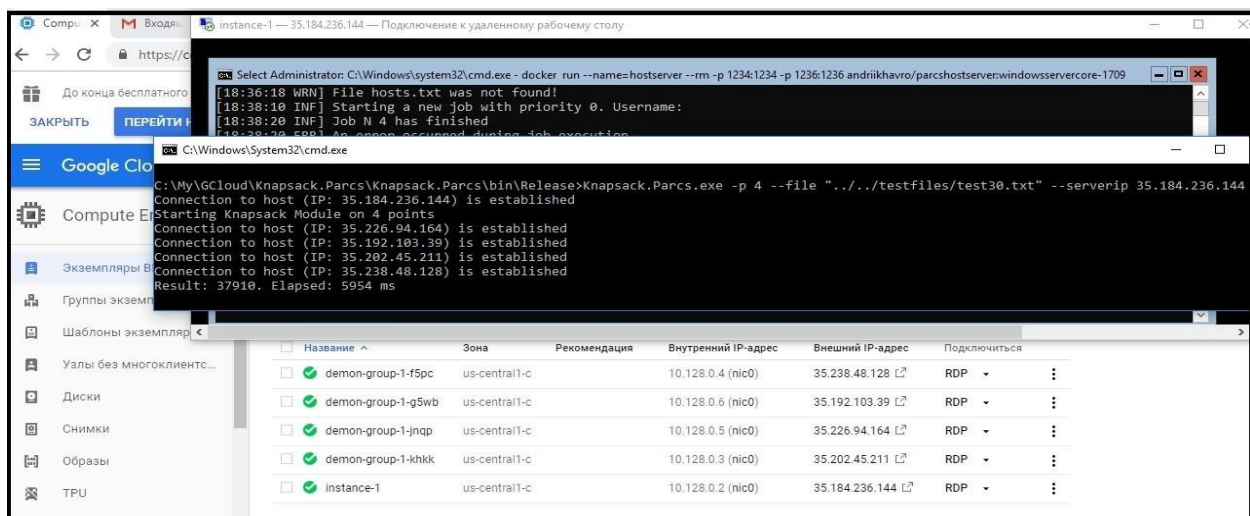 Compu
Входящ
instance-1 — 35.184.236.144 — Подключение к удаленному рабочему столу
https://c
Select Administrator: C:\Windows\system32\cmd.exe - docker run --name=hostserver --rm -p 1234:1234 -p 1236:1236 andriikhavro/parcshostserver:windowsservercore-1709
До конца бесплатного
[18:36:18 WRN] File hosts.txt was not found!
[18:38:10 INF] Starting a new job with priority 0. Username:
[18:38:20 INF] Job N 4 has finished
[18:38:20 ERR] An error occurred during job execution
ЗАКРЫТЬ
ПЕРЕЙТИ Н
C:\Windows\System32\cmd.exe
Google Clo
C:\My\GCloud\Knapsack.Parcs\Knapsack.Parcs\bin\Release>Knapsack.Parcs.exe -p 4 --file "../../testfiles/test30.txt" --serverip 35.184.236.144
Connection to host (IP: 35.184.236.144) is established
Compute E
Starting Knapsack Module on 4 points
Connection to host (IP: 35.226.94.164) is established
Connection to host (IP: 35.192.103.39) is established
Connection to host (IP: 35.202.45.211) is established
Connection to host (IP: 35.238.48.128) is established
Result: 37910. Elapsed: 5954 ms
Экземпляры В
Группы экземп
Шаблоны экземпляр
Узлы без многоклиентс...
Диски
Снимки
Образы
TPU
Название Зона Рекомендация Внутренний IP-адрес Внешний IP-адрес Подключиться
demon-group-1-f5pc us-central1-c 10.128.0.4 (nic0) 35.238.48.128 RDP
demon-group-1-g5wb us-central1-c 10.128.0.6 (nic0) 35.192.103.39 RDP
demon-group-1-jnqp us-central1-c 10.128.0.5 (nic0) 35.226.94.164 RDP
demon-group-1-khkk us-central1-c 10.128.0.3 (nic0) 35.202.45.211 RDP
instance-1 us-central1-c 10.128.0.2 (nic0) 35.184.236.144 RDP